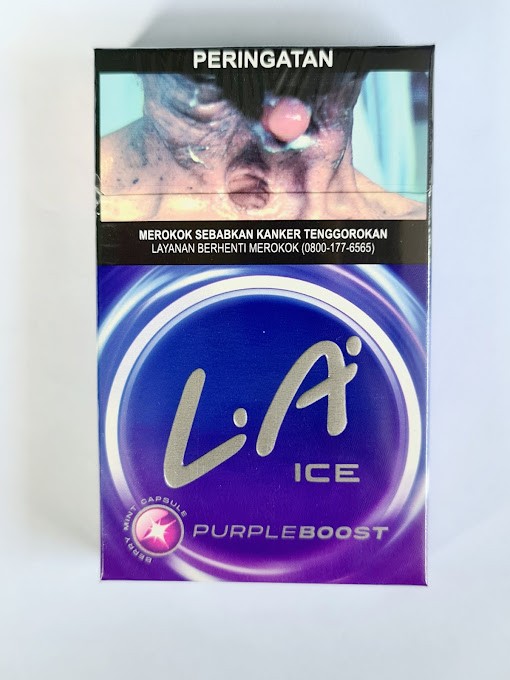 PERINGATAN
MEROKOK SEBABKAN KANKER TENGGOROKAN
LAYANAN BERHENTI MEROKOK (0800-177-6565)
L.A
ICE
BERRY MINT CAPSULE
PURPLEBOOST